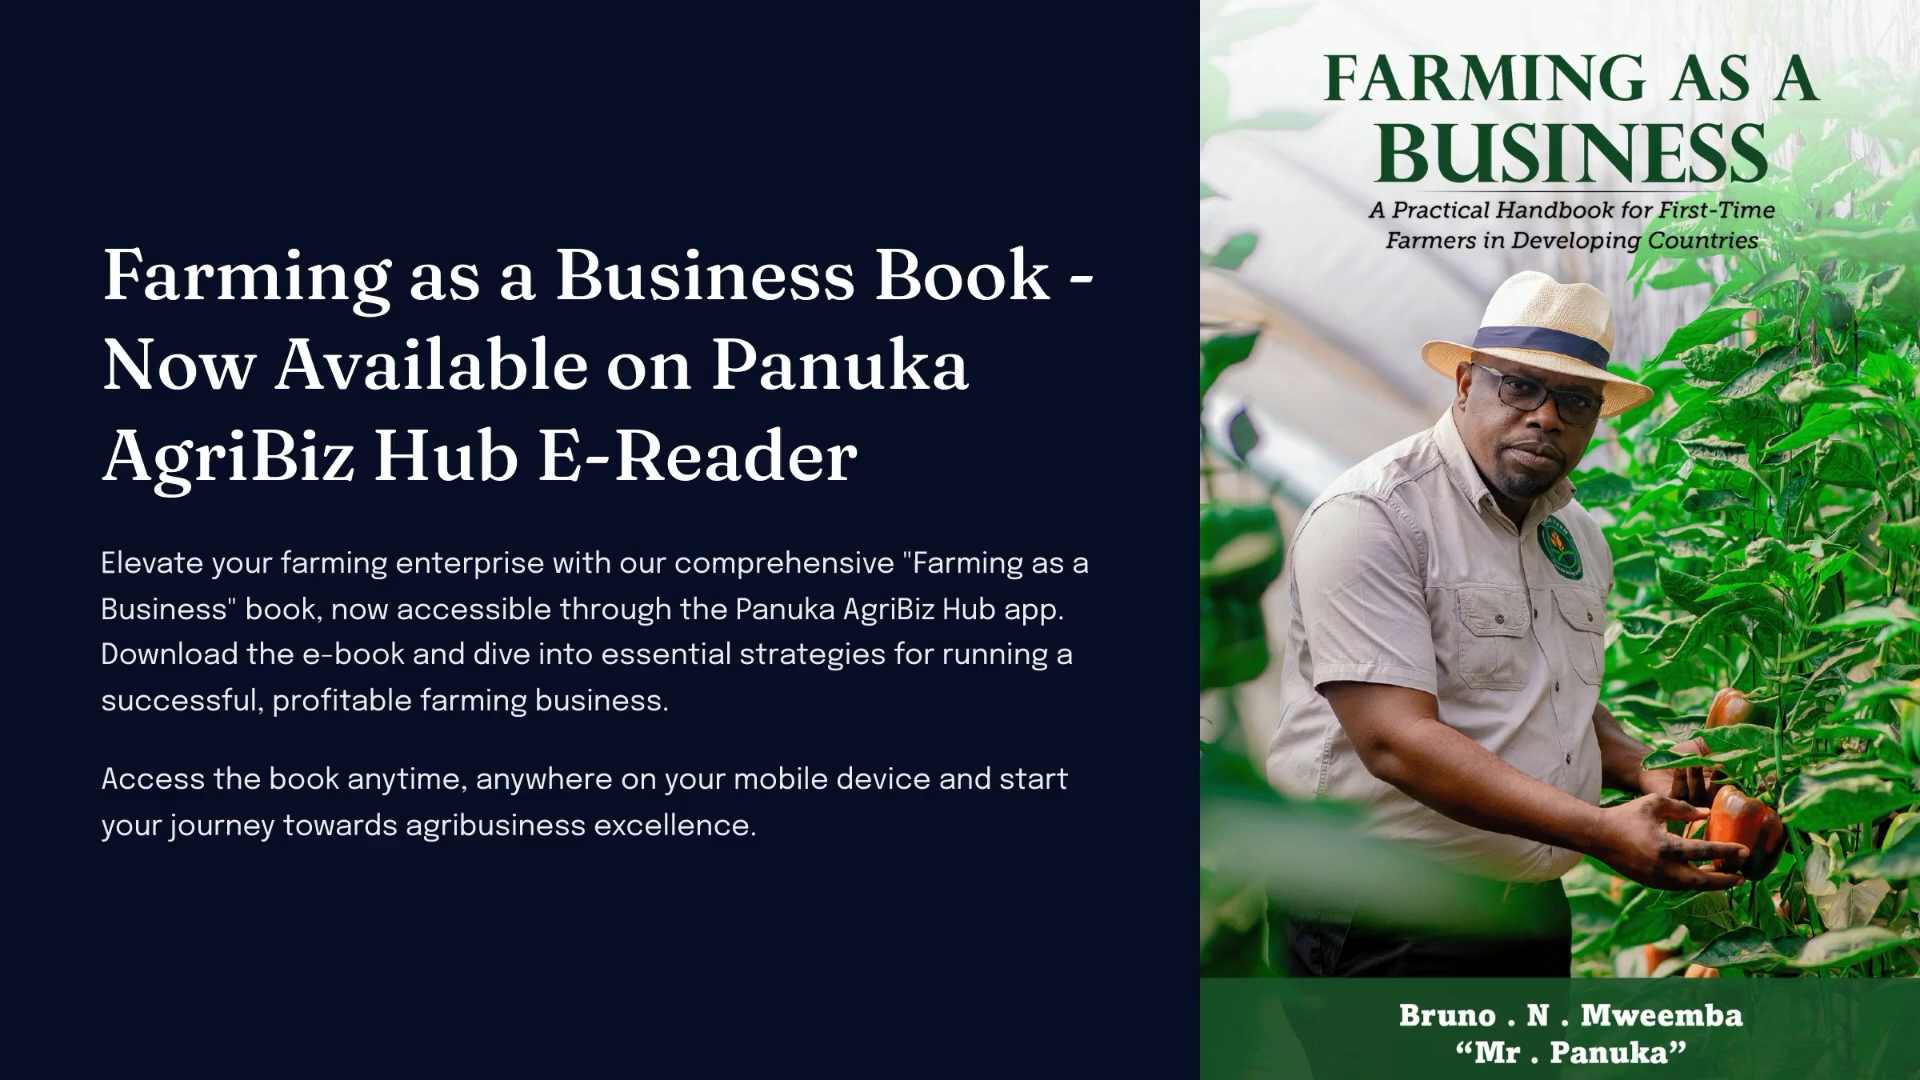 Farming as a Business Book -
Now Available on Panuka
AgriBiz Hub E-Reader
Elevate your farming enterprise with our comprehensive "Farming as a
Business" book, now accessible through the Panuka AgriBiz Hub app.
Download the e-book and dive into essential strategies for running a
successful, profitable farming business.
Access the book anytime, anywhere on your mobile device and start
your journey towards agribusiness excellence.
FARMING AS A
BUSINESS
A Practical Handbook for First-Time
Farmers in Developing Countries
Bruno . N . Mweemba
“Mr . Panuka”